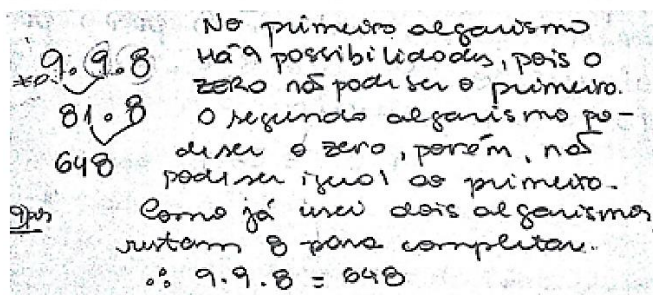 No primeiro algarismo
9.9.8 há 9 possibilidades, pois o
≠0 zero não pode ser o primeiro.
81.8 O segundo algarismo po-
648 de ser o zero, porém, não
pode ser igual ao primeiro.
Como já usei dois algarismos,
restam 8 para completar.
∴ 9.9.8 = 648